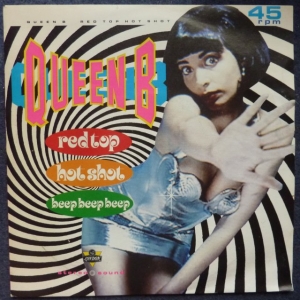 QUEEN B RED TOP HOT SHOT
45
rpm
QUEEN B
red top
hot shot
beep beep beep